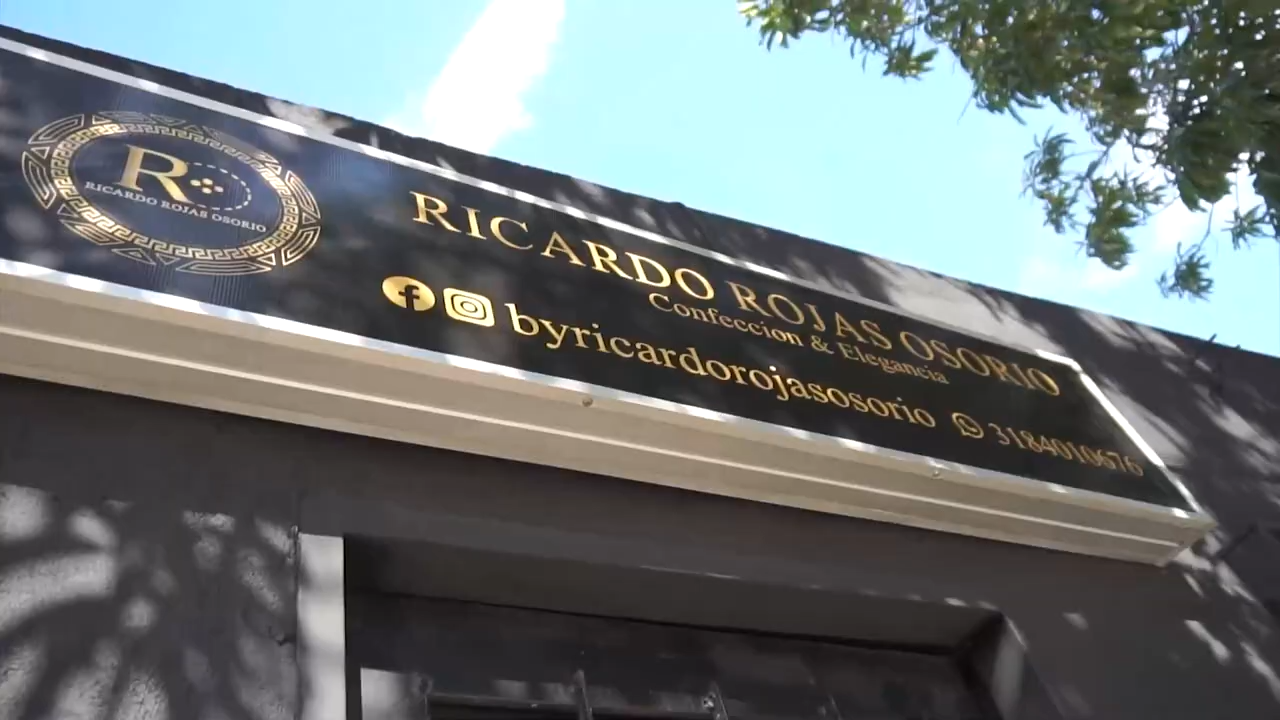 R
RICARDO ROJAS OSORIO
RICARDO ROJAS OSORIO
Confeccion & Elegancia
byricardorojasosorio
3184010676